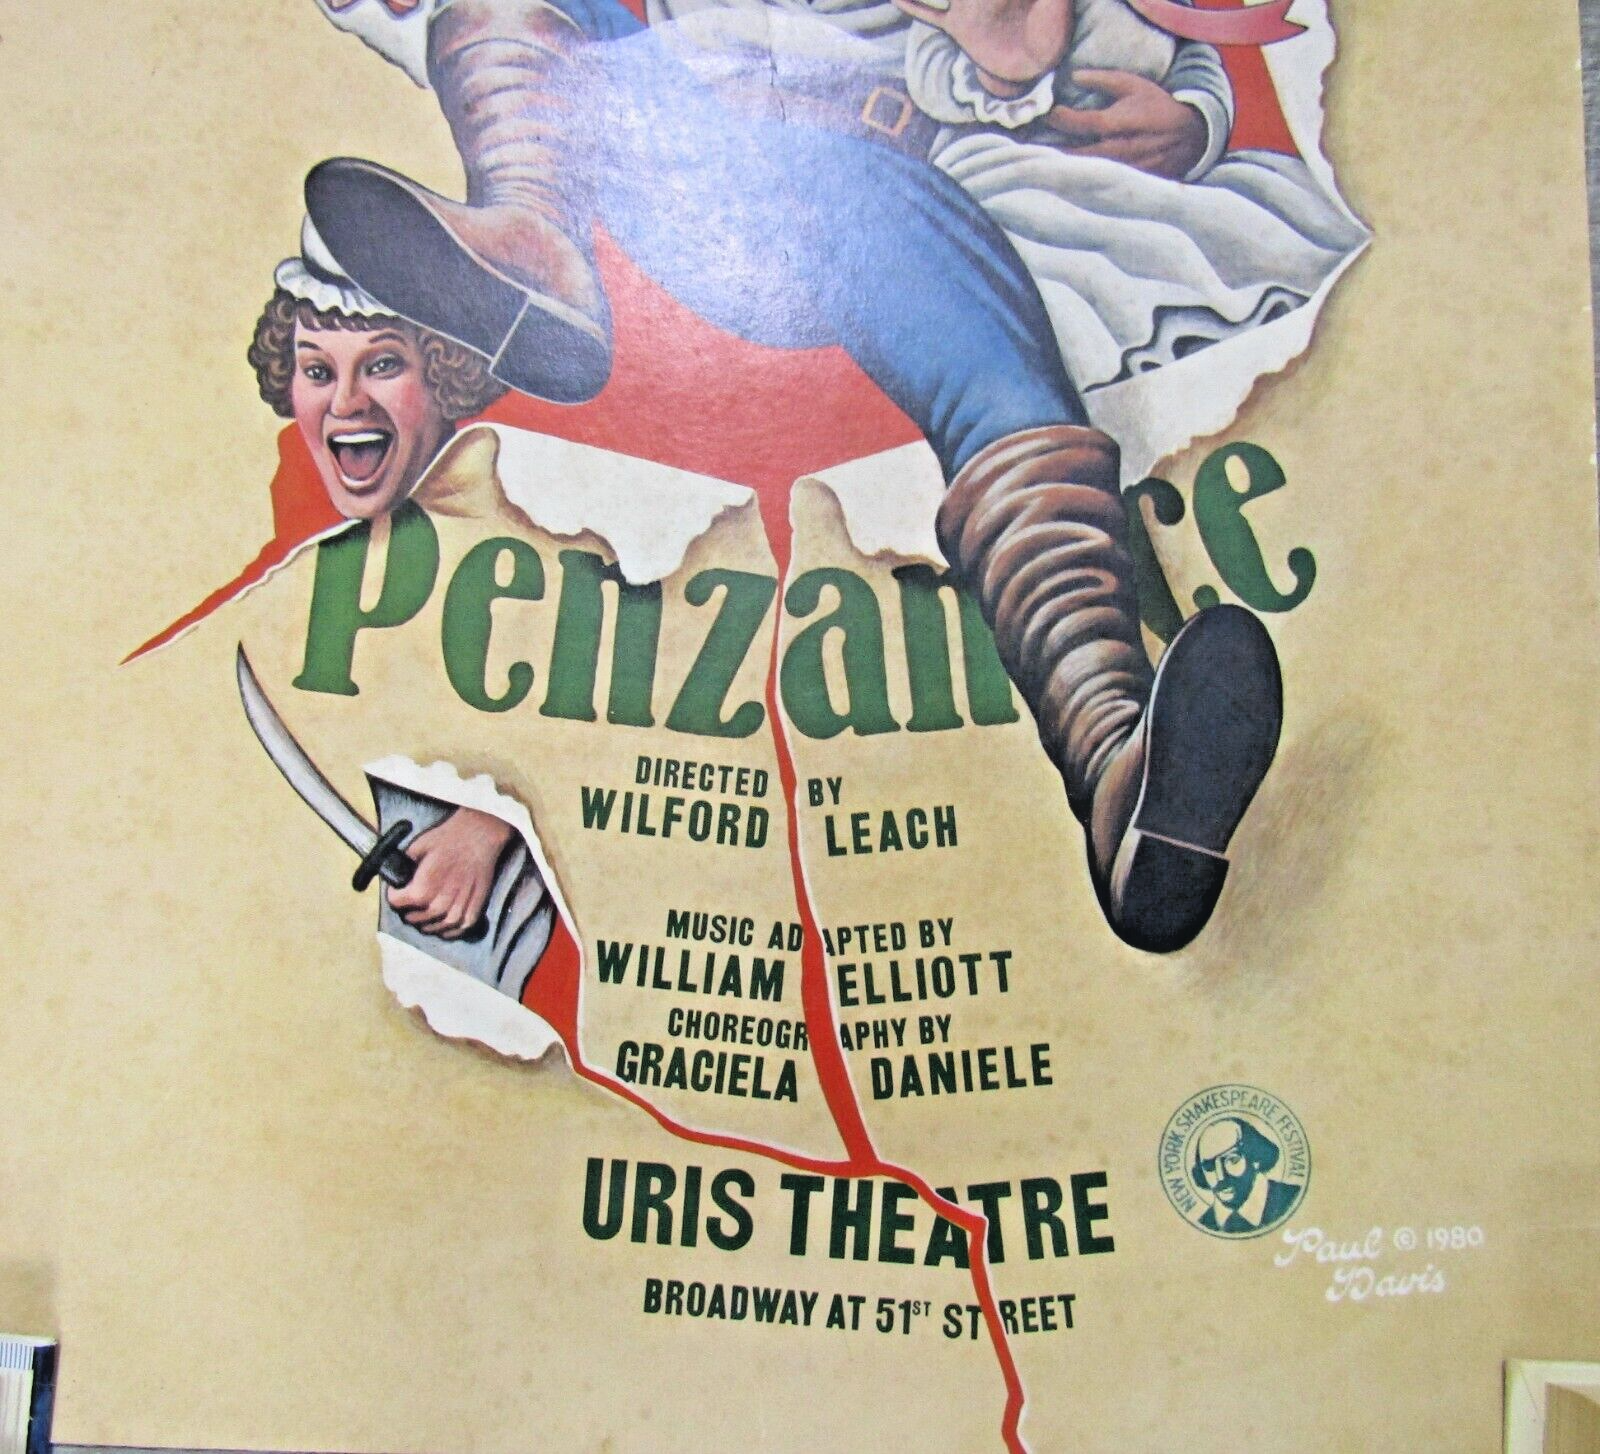 Penzance
DIRECTED BY
WILFORD LEACH
MUSIC ADAPTED BY
WILLIAM ELLIOTT
CHOREOGRAPHY BY
GRACIELA DANIELE
NEW YORK SHAKESPEARE FESTIVAL
URIS THEATRE
Paul © 1980
Davis
BROADWAY AT 51ST STREET